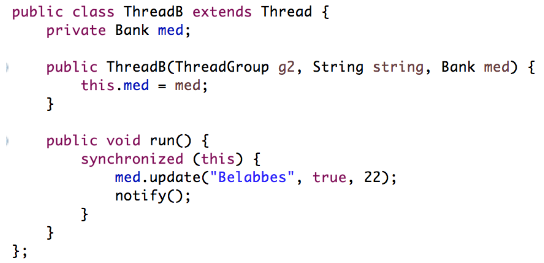 public class ThreadB extends Thread {
    private Bank med;

    public ThreadB(ThreadGroup g2, String string, Bank med) {
        this.med = med;
    }

    public void run() {
        synchronized (this) {
            med.update("Belabbes", true, 22);
            notify();
        }
    }
};